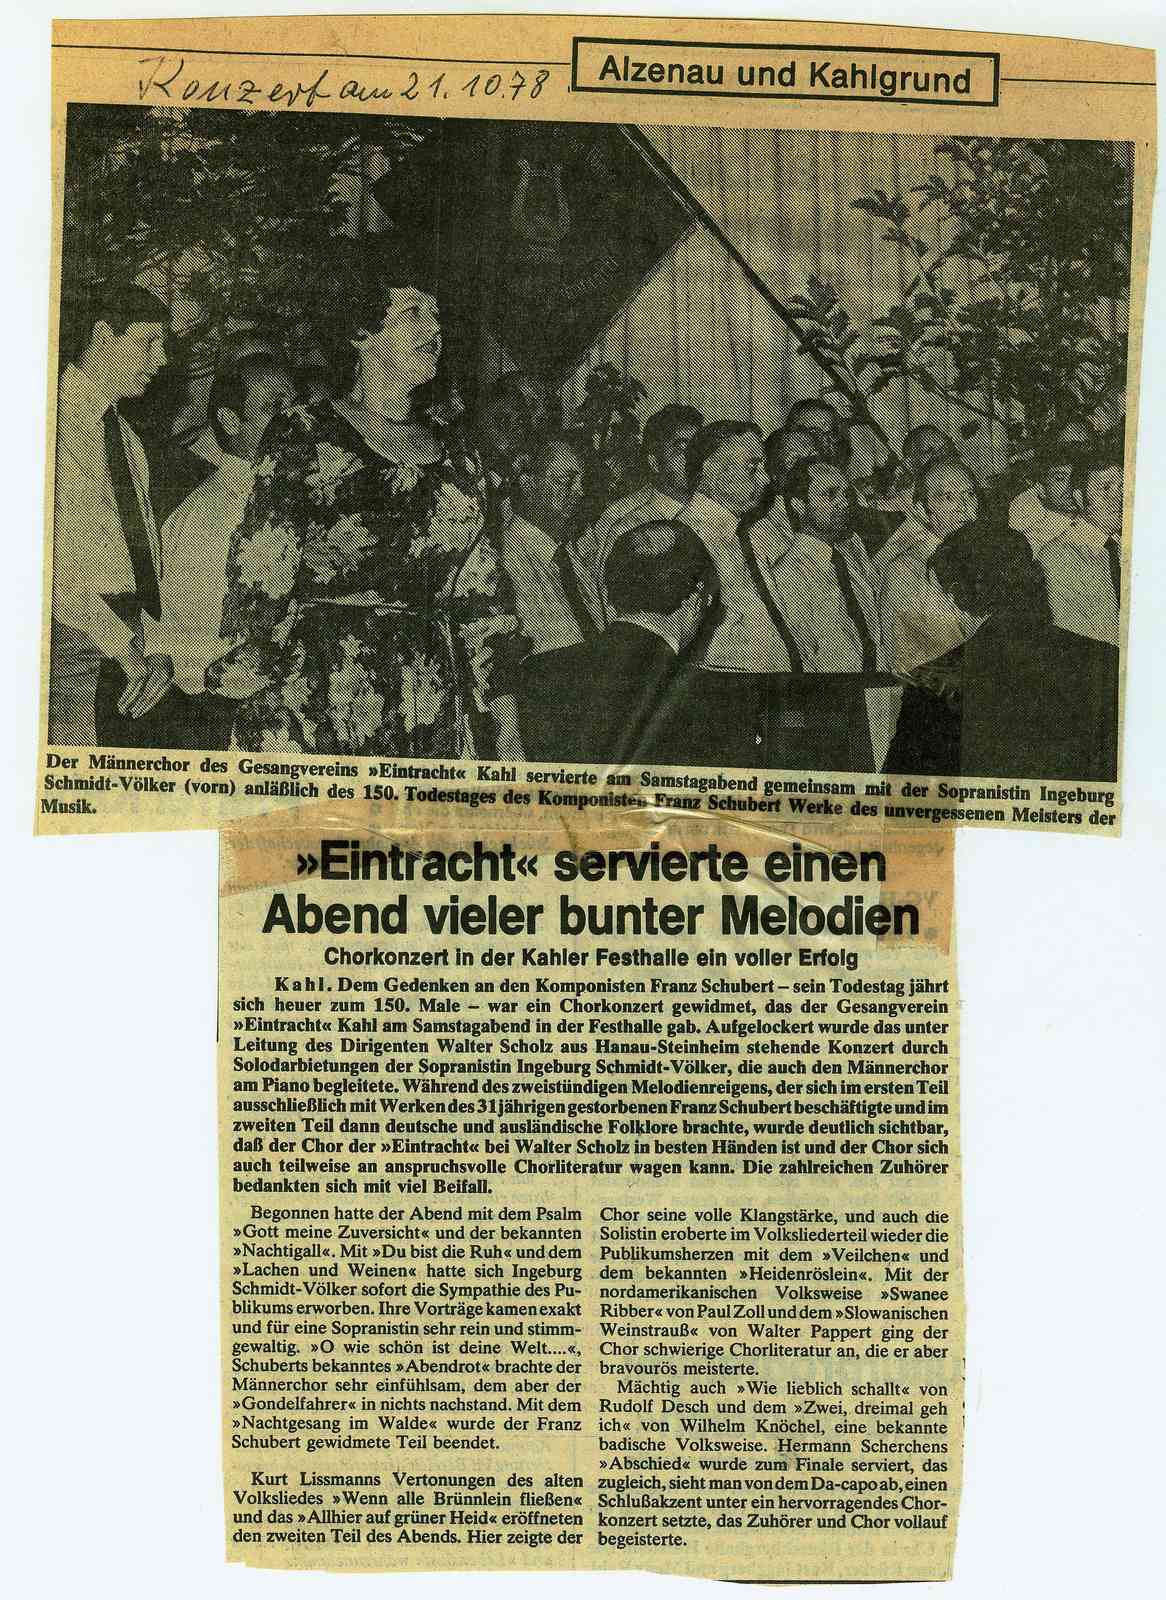 Konzert am 21.10.78
Alzenau und Kahlgrund
Der Männerchor des Gesangvereins »Eintracht« Kahl servierte am Samstagabend gemeinsam mit der Sopranistin Ingeburg
Schmidt-Völker (vorn) anläßlich des 150. Todestages des Komponisten Franz Schubert Werke des unvergessenen Meisters der
Musik.
»Eintracht« servierte einen
Abend vieler bunter Melodien
Chorkonzert in der Kahler Festhalle ein voller Erfolg
Kahl. Dem Gedenken an den Komponisten Franz Schubert – sein Todestag jährt
sich heuer zum 150. Male – war ein Chorkonzert gewidmet, das der Gesangverein
»Eintracht« Kahl am Samstagabend in der Festhalle gab. Aufgelockert wurde das unter
Leitung des Dirigenten Walter Scholz aus Hanau-Steinheim stehende Konzert durch
Solodarbietungen der Sopranistin Ingeburg Schmidt-Völker, die auch den Männerchor
am Piano begleitete. Während des zweistündigen Melodienreigens, der sich im ersten Teil
ausschließlich mit Werken des 31jährigen gestorbenen Franz Schubert beschäftigte und im
zweiten Teil dann deutsche und ausländische Folklore brachte, wurde deutlich sichtbar,
daß der Chor der »Eintracht« bei Walter Scholz in besten Händen ist und der Chor sich
auch teilweise an anspruchsvolle Chorliteratur wagen kann. Die zahlreichen Zuhörer
bedankten sich mit viel Beifall.
Begonnen hatte der Abend mit dem Psalm
»Gott meine Zuversicht« und der bekannten
»Nachtigall«. Mit »Du bist die Ruh« und dem
»Lachen und Weinen« hatte sich Ingeburg
Schmidt-Völker sofort die Sympathie des Pu-
blikums erworben. Ihre Vorträge kamen exakt
und für eine Sopranistin sehr rein und stimm-
gewaltig. »O wie schön ist deine Welt....«,
Schuberts bekanntes »Abendrot« brachte der
Männerchor sehr einfühlsam, dem aber der
»Gondelfahrer« in nichts nachstand. Mit dem
»Nachtgesang im Walde« wurde der Franz
Schubert gewidmete Teil beendet.
Kurt Lissmanns Vertonungen des alten
Volksliedes »Wenn alle Brünnlein fließen«
und das »Allhier auf grüner Heid« eröffneten
den zweiten Teil des Abends. Hier zeigte der
Chor seine volle Klangstärke, und auch die
Solistin eroberte im Volksliederteil wieder die
Publikumsherzen mit dem »Veilchen« und
dem bekannten »Heidenröslein«. Mit der
nordamerikanischen Volksweise »Swanee
Ribber« von Paul Zoll und dem »Slowanischen
Weinstrauß« von Walter Pappert ging der
Chor schwierige Chorliteratur an, die er aber
bravourös meisterte.
Mächtig auch »Wie lieblich schallt« von
Rudolf Desch und dem »Zwei, dreimal geh
ich« von Wilhelm Knöchel, eine bekannte
badische Volksweise. Hermann Scherchens
»Abschied« wurde zum Finale serviert, das
zugleich, sieht man von dem Da-capo ab, einen
Schlußakzent unter ein hervorragendes Chor-
konzert setzte, das Zuhörer und Chor vollauf
begeisterte.